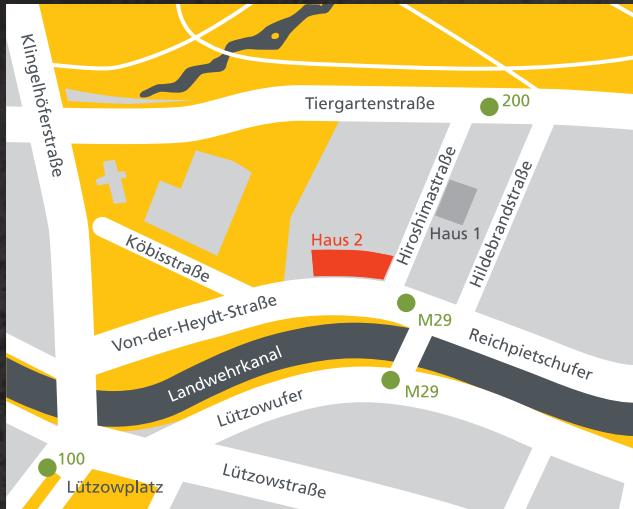 Klingelhöferstraße
Tiergartenstraße
200
Hiroshimastraße
Hildebrandstraße
Haus 1
Haus 2
Köbisstraße
Von-der-Heydt-Straße
M29
Reichpietschufer
Landwehrkanal
M29
Lützowufer
100
Lützowplatz
Lützowstraße